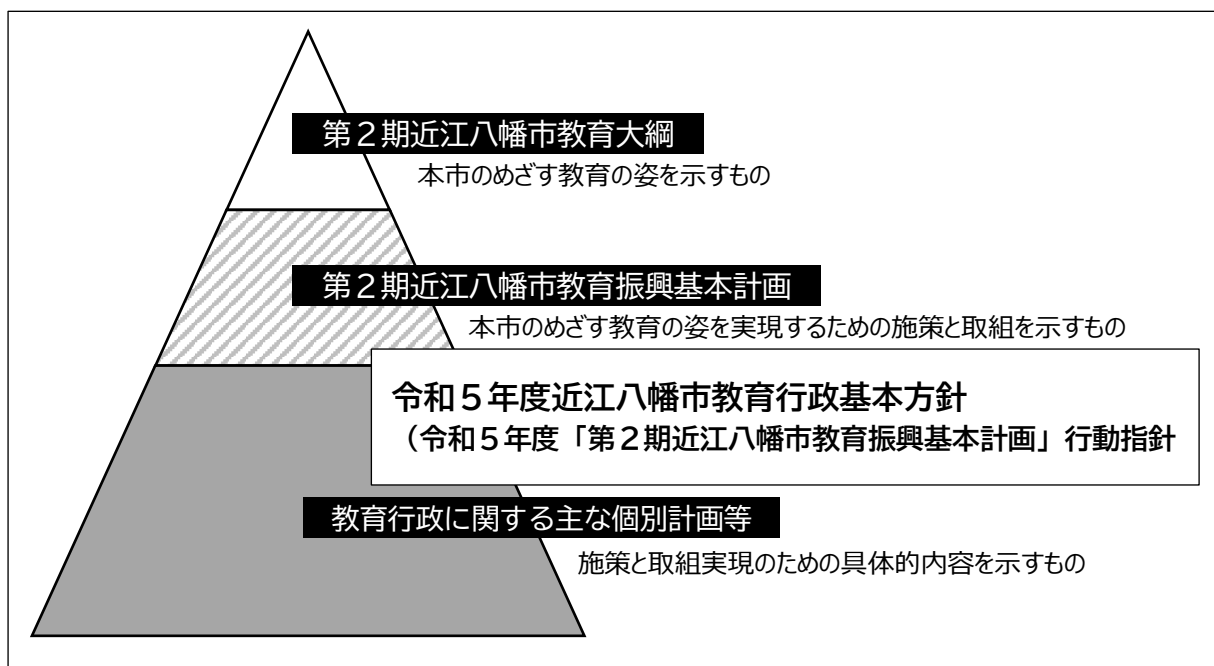 第２期近江八幡市教育大綱
本市のめざす教育の姿を示すもの
第２期近江八幡市教育振興基本計画
本市のめざす教育の姿を実現するための施策と取組を示すもの
令和５年度近江八幡市教育行政基本方針
（令和５年度「第２期近江八幡市教育振興基本計画」行動指針
教育行政に関する主な個別計画等
施策と取組実現のための具体的内容を示すもの